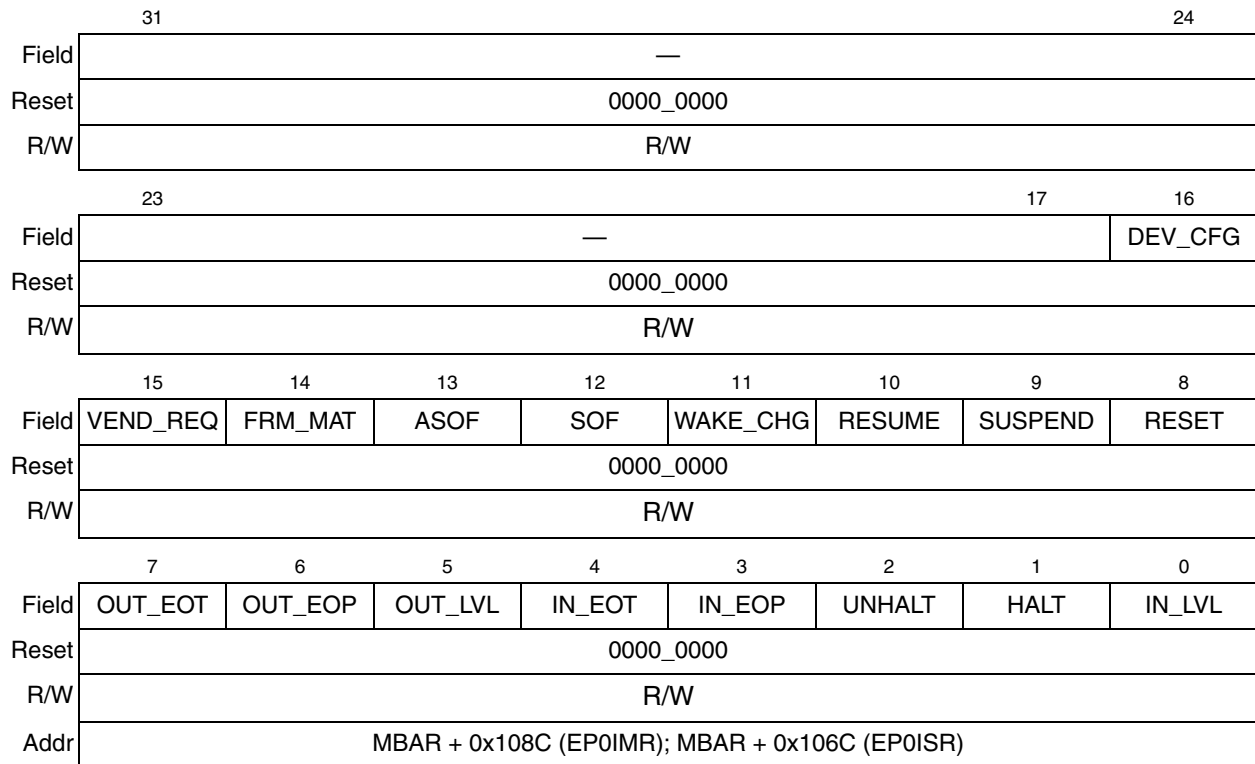 31 24
Field —
Reset 0000_0000
R/W R/W
23 17 16
Field — DEV_CFG
Reset 0000_0000
R/W R/W
15 14 13 12 11 10 9 8
Field VEND_REQ FRM_MAT ASOF SOF WAKE_CHG RESUME SUSPEND RESET
Reset 0000_0000
R/W R/W
7 6 5 4 3 2 1 0
Field OUT_EOT OUT_EOP OUT_LVL IN_EOT IN_EOP UNHALT HALT IN_LVL
Reset 0000_0000
R/W R/W
Addr MBAR + 0x108C (EP0IMR); MBAR + 0x106C (EP0ISR)